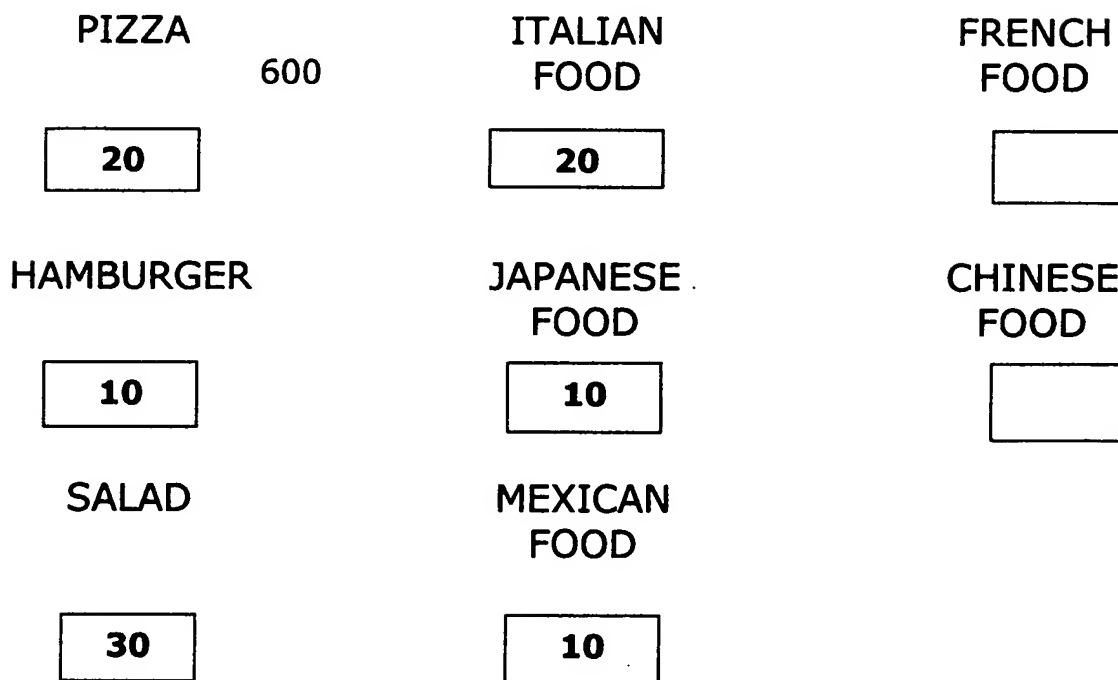 PIZZA
600
20
ITALIAN
FOOD
20
FRENCH
FOOD
HAMBURGER
10
JAPANESE
FOOD
10
CHINESE
FOOD
SALAD
30
MEXICAN
FOOD
10